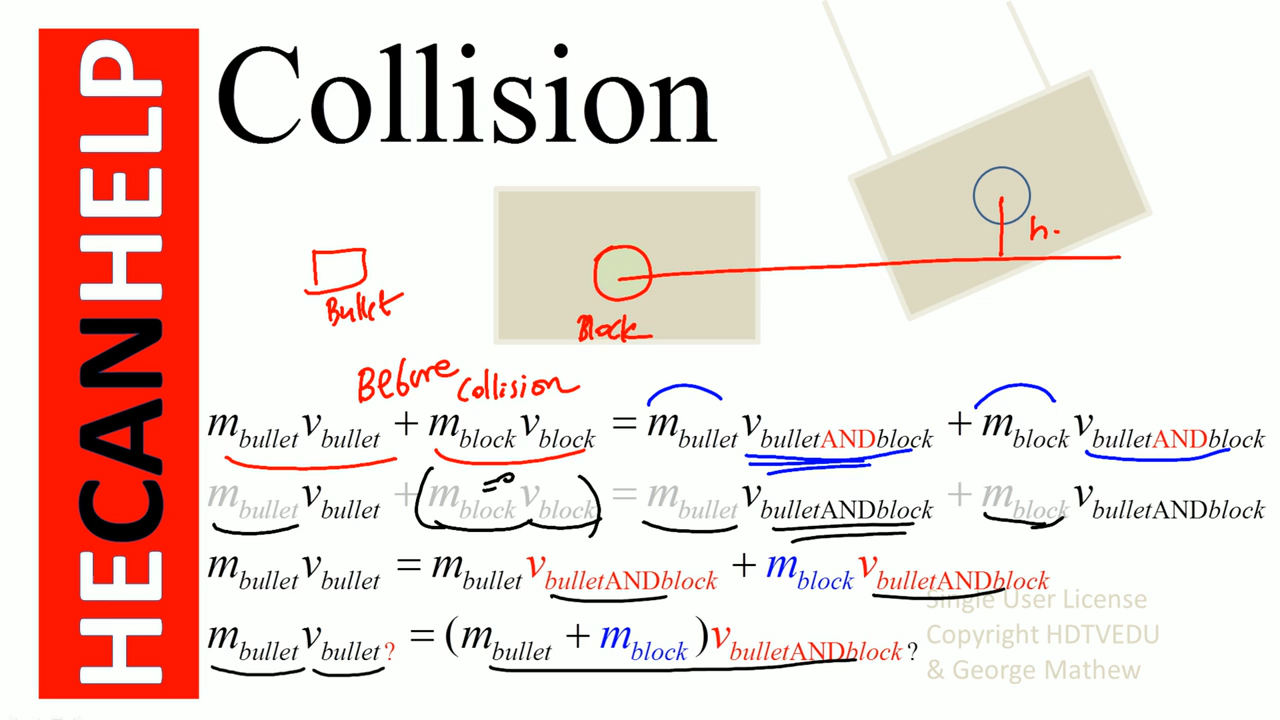 HECANHELP
Collision
h.
Bullet
Block
Before collision
m_bullet v_bullet + m_block v_block = m_bullet v_bulletANDblock + m_block v_bulletANDblock
=0
m_bullet v_bullet + m_block v_block = m_bullet v_bulletANDblock + m_block v_bulletANDblock
m_bullet v_bullet = m_bullet v_bulletANDblock + m_block v_bulletANDblock
m_bullet v_bullet? = (m_bullet + m_block) v_bulletANDblock?
Single User License
Copyright HDTVEDU
& George Mathew